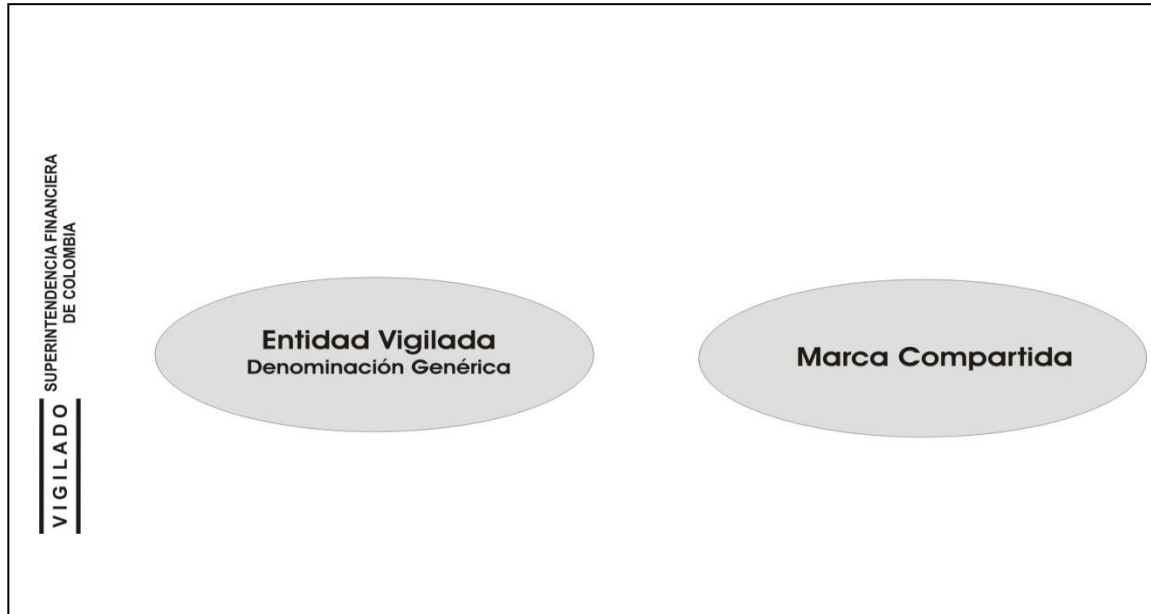 VIGILADO SUPERINTENDENCIA FINANCIERA
DE COLOMBIA
Entidad Vigilada
Denominación Genérica
Marca Compartida